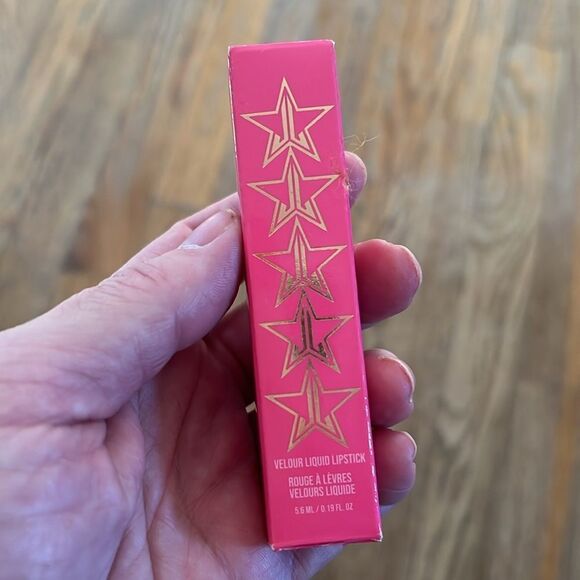 VELOUR LIQUID LIPSTICK
ROUGE À LÈVRES
VELOURS LIQUIDE
5.6 ML / 0.19 FL. OZ